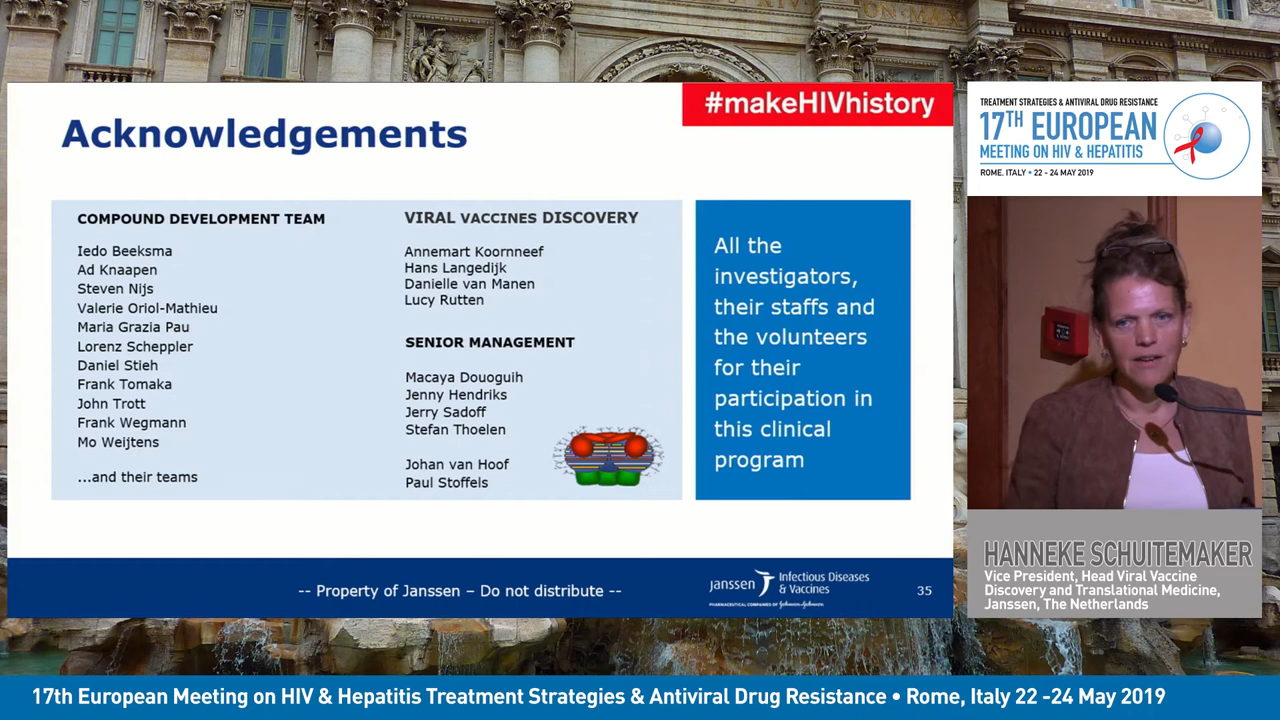 #makeHIVhistory
Acknowledgements
COMPOUND DEVELOPMENT TEAM
Iedo Beeksma
Ad Knaapen
Steven Nijs
Valerie Oriol-Mathieu
Maria Grazia Pau
Lorenz Scheppler
Daniel Stieh
Frank Tomaka
John Trott
Frank Wegmann
Mo Weijtens
...and their teams
VIRAL VACCINES DISCOVERY
Annemart Koornneef
Hans Langedijk
Danielle van Manen
Lucy Rutten
SENIOR MANAGEMENT
Macaya Douoguih
Jenny Hendriks
Jerry Sadoff
Stefan Thoelen
Johan van Hoof
Paul Stoffels
All the
investigators,
their staffs and
the volunteers
for their
participation in
this clinical
program
-- Property of Janssen – Do not distribute --
janssen
Infectious Diseases
& Vaccines
PHARMACEUTICAL COMPANIES OF Johnson & Johnson
35
TREATMENT STRATEGIES & ANTIVIRAL DRUG RESISTANCE
17TH EUROPEAN
MEETING ON HIV & HEPATITIS
ROME, ITALY • 22 - 24 MAY 2019
HANNEKE SCHUITEMAKER
Vice President, Head Viral Vaccine
Discovery and Translational Medicine,
Janssen, The Netherlands
17th European Meeting on HIV & Hepatitis Treatment Strategies & Antiviral Drug Resistance • Rome, Italy 22 -24 May 2019